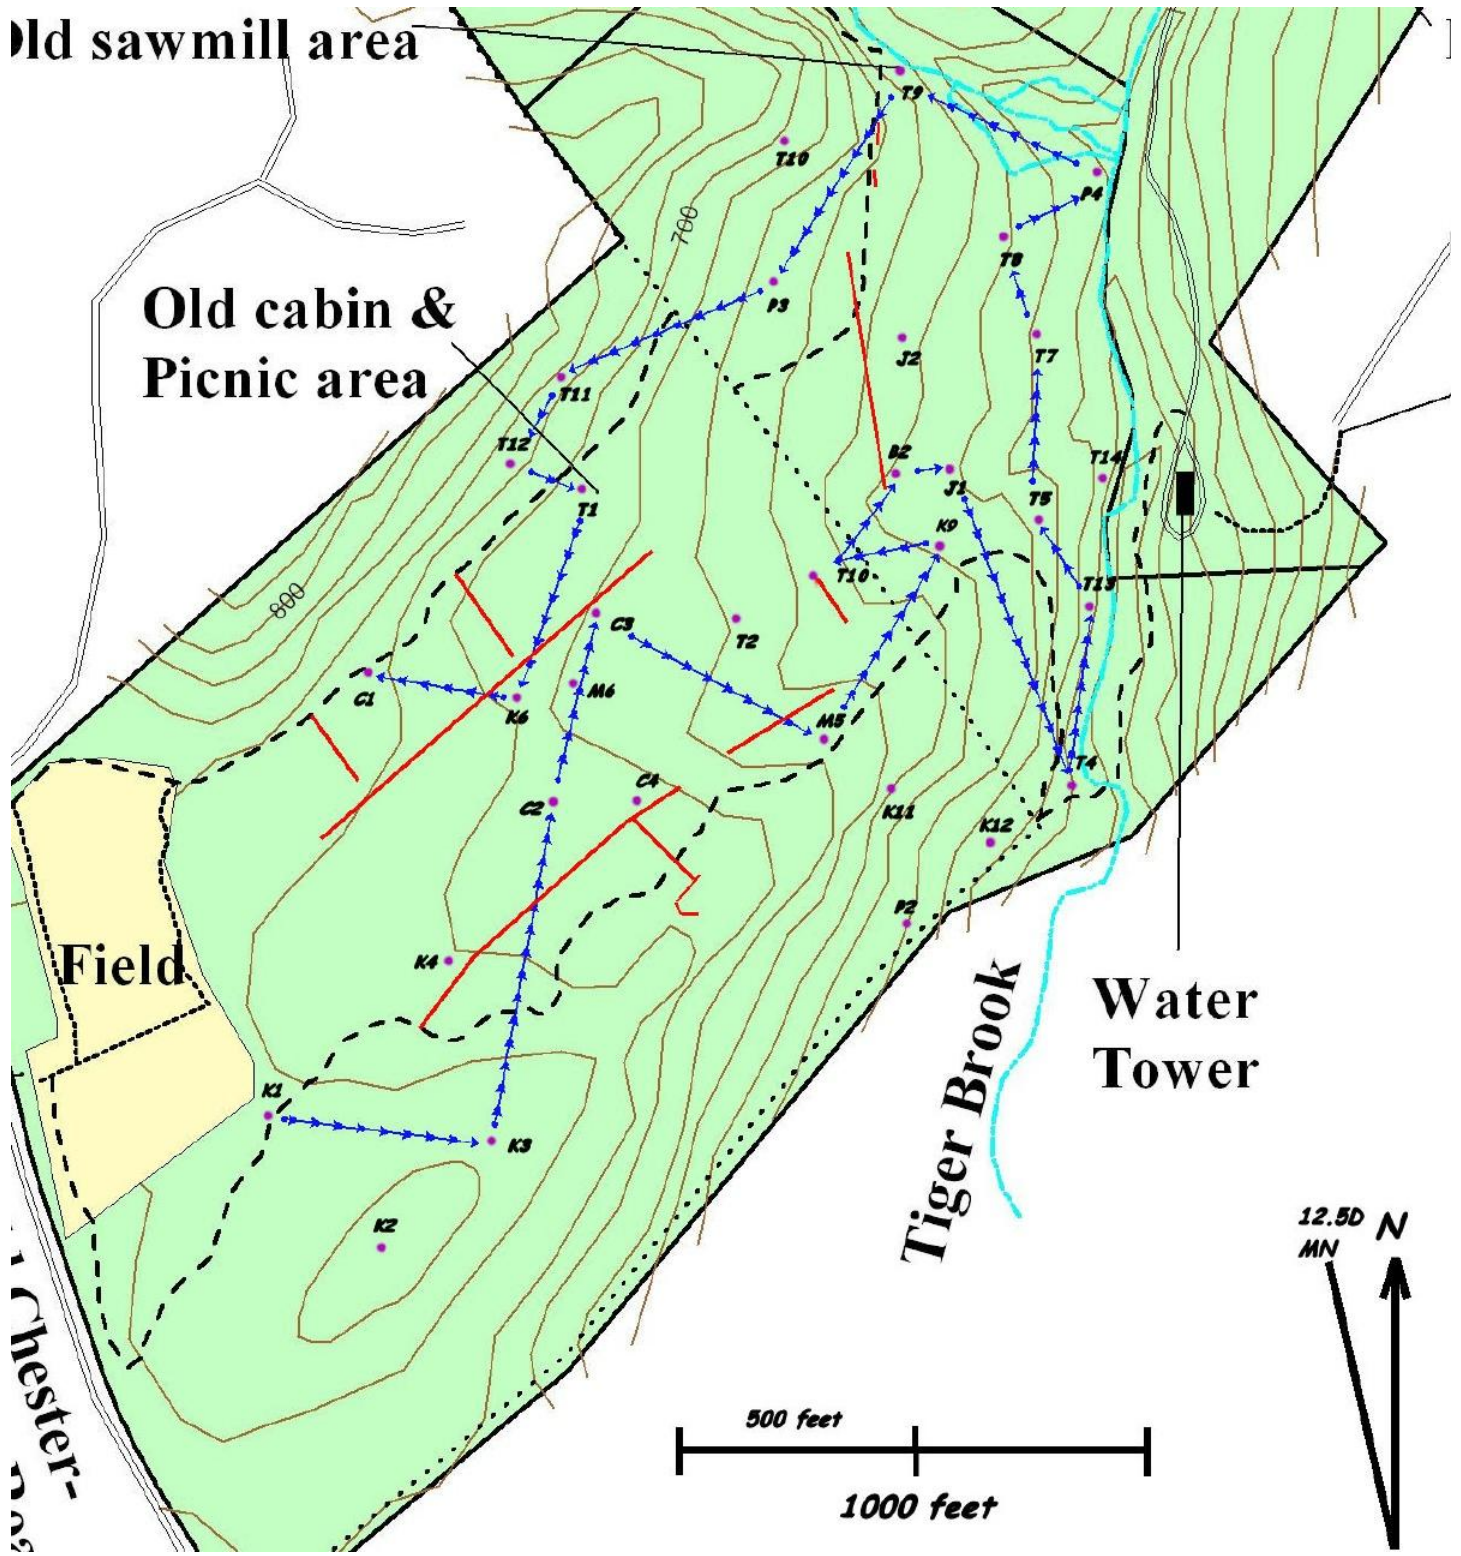 Old sawmill area
T9
T10
P4
700
T8
Old cabin &
Picnic area
P3
T7
J2
T11
T12
B2
T14
J1
T5
T1
K9
T10
T13
800
C3
T2
M6
C1
K6
M5
T4
C4
C2
K11
K12
P2
K4
Field
Water
Tower
Tiger Brook
K1
K3
K2
12.5D
MN
N
Chester-
500 feet
1000 feet